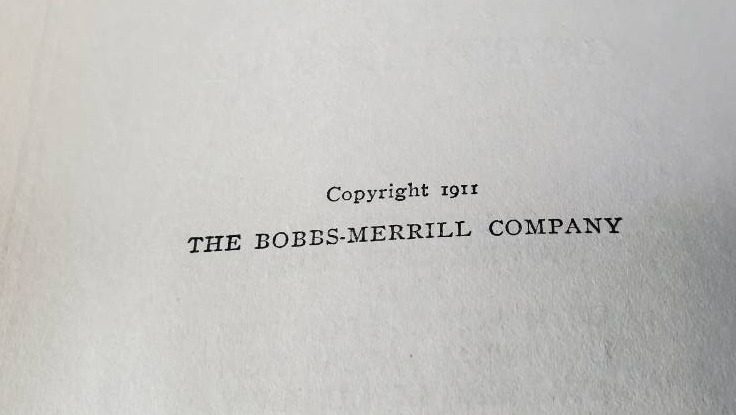 Copyright 1911
THE BOBBS-MERRILL COMPANY